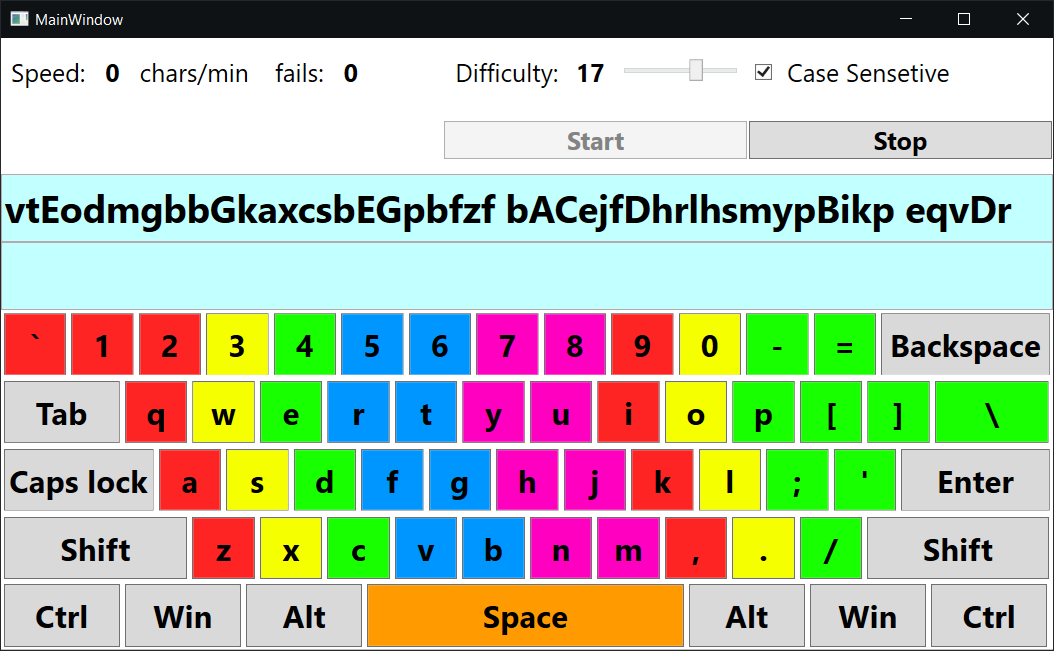 MainWindow
Speed: 0 chars/min fails: 0 Difficulty: 17 Case Sensetive
Start Stop
vtEodmgbbGkaxcsbEGpbfzf bACejfDhrlhsmypBikp eqvDr
` 1 2 3 4 5 6 7 8 9 0 - = Backspace
Tab q w e r t y u i o p [ ] \
Caps lock a s d f g h j k l ; ' Enter
Shift z x c v b n m , . / Shift
Ctrl Win Alt Space Alt Win Ctrl